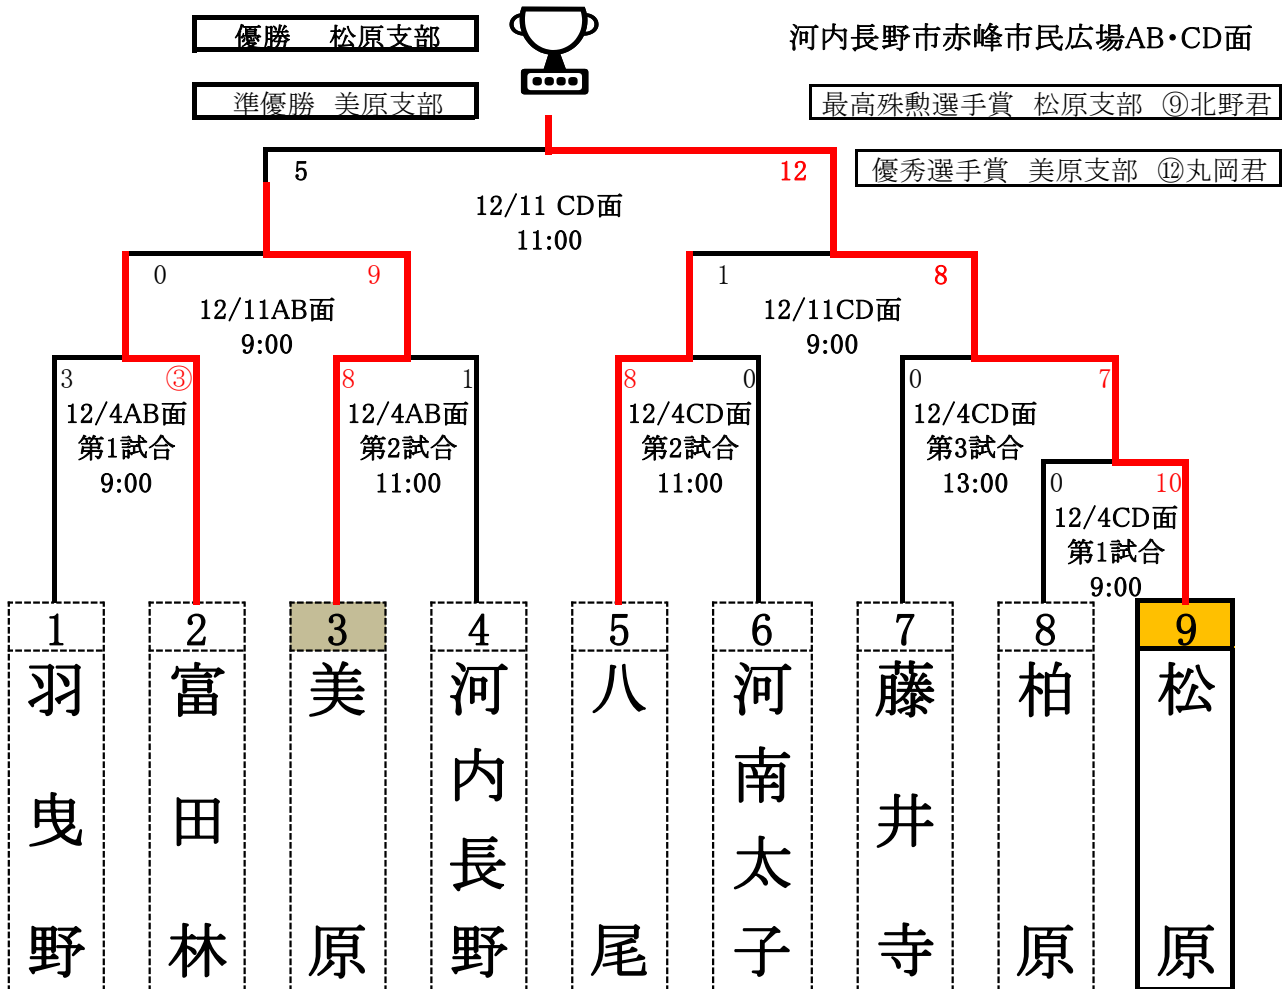 優勝　松原支部
河内長野市赤峰市民広場AB・CD面
準優勝 美原支部
最高殊勲選手賞　松原支部　⑨北野君
優秀選手賞　美原支部　⑫丸岡君
5
12
12/11 CD面
11:00
0
9
1
8
12/11AB面
9:00
12/11CD面
9:00
3
③
8
1
8
0
0
7
12/4AB面
第1試合
9:00
12/4AB面
第2試合
11:00
12/4CD面
第2試合
11:00
12/4CD面
第3試合
13:00
0
10
12/4CD面
第1試合
9:00
1
羽曳野
2
富田林
3
美原
4
河内長野
5
八尾
6
河南太子
7
藤井寺
8
柏原
9
松原